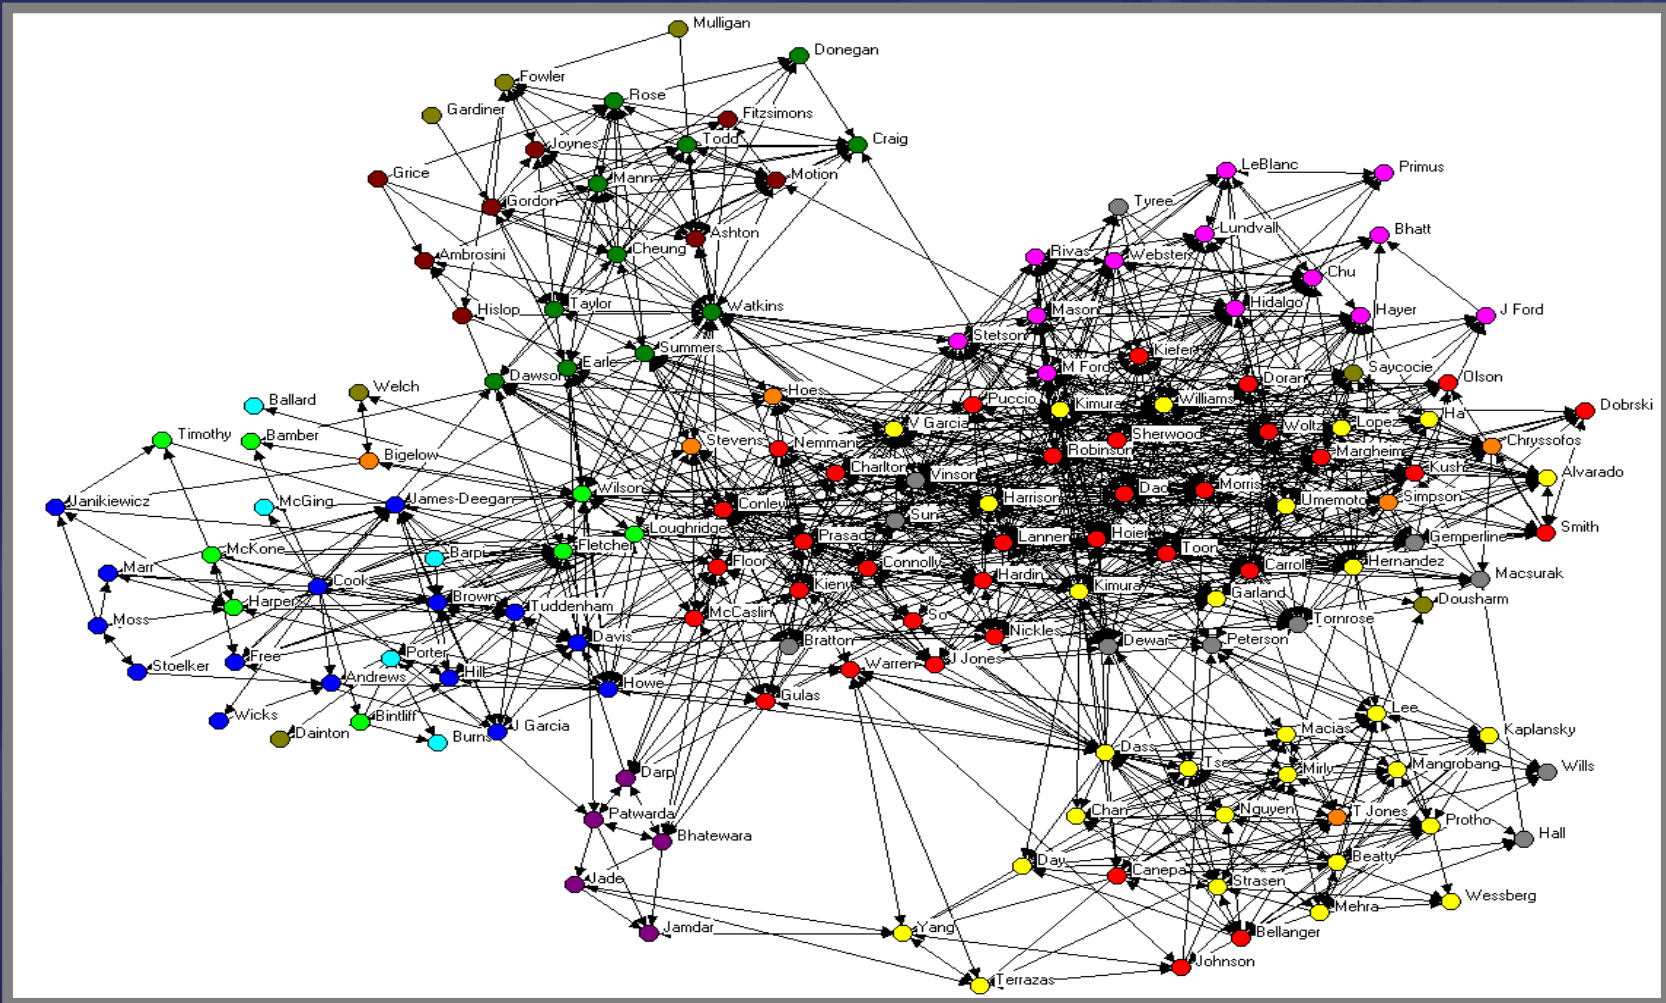 Mulligan
Donegan
Fowler
Rose
Gardiner
Fitzsimons
Todd
Craig
Joynes
Grice
Mann
Motion
LeBlanc
Primus
Gordon
Tyree
Ashton
Lundvall
Bhatt
Ambrosini
Cheung
Rivas
Webster
Chu
Hislop
Taylor
Watkins
Mason
Hidalgo
Hayer
J Ford
Summers
Stetson
Kiefer
Dawson
Earle
M Ford
Doran
Saycocie
Olson
Welch
Hoes
Ballard
Puccio
Kimura
Williams
Ha
Dobrski
Timothy
Bamber
Stevens
Nemmani
V Garcia
Sherwood
Woltz
Lopez
Chryssofos
Bigelow
Charlton
Robinson
Margheim
Kush
Alvarado
Janikiewicz
McGing
James-Deegan
Wilson
Conley
Vinson
Harrison
Dao
Morris
Umemoto
Simpson
Loughridge
Sun
McKone
Barpi
Fletcher
Prasad
Lannen
Hoier
Toon
Gemperline
Smith
Marr
Cook
Floor
Connolly
Hardin
Carroll
Hernandez
Macsurak
Harper
Brown
Tuddenham
Kieny
Kimura
Garland
Dousharm
Moss
McCaslin
So
Nickles
Tornrose
Davis
Bratton
Dewar
Peterson
Stoelker
Free
Porter
Hill
Warren
J Jones
Andrews
Howe
Gulas
Wicks
Bintliff
J Garcia
Lee
Dainton
Burns
Macias
Kaplansky
Dass
Darp
Tse
Mirly
Mangrobang
Wills
Patwarda
Chan
Nguyen
T Jones
Protho
Bhatewara
Hall
Day
Canepa
Beatty
Jade
Strasen
Wessberg
Jamdar
Yang
Mehra
Bellanger
Johnson
Terrazas